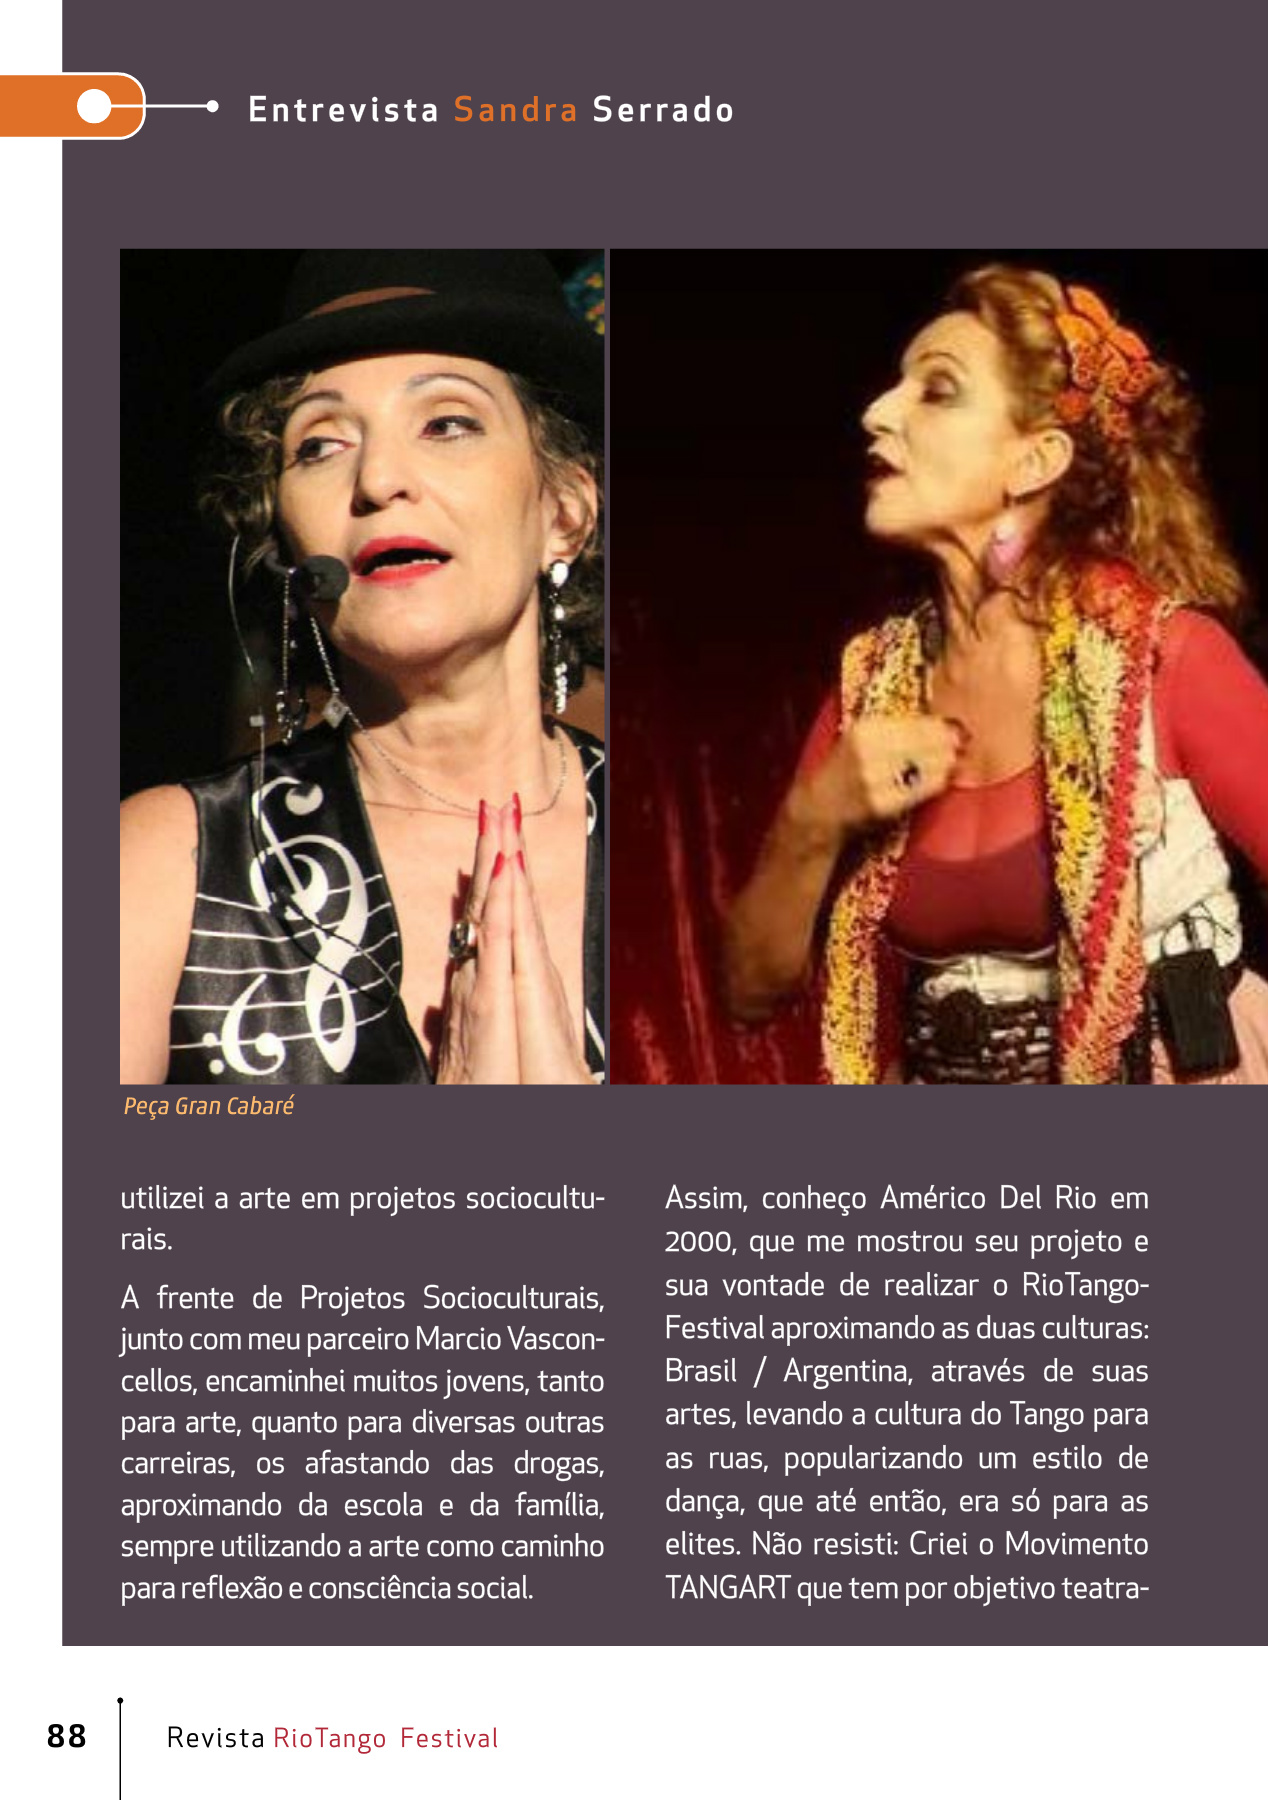 Entrevista Sandra Serrado
Peça Gran Cabaré
utilizei a arte em projetos sociocultu-
rais.
A frente de Projetos Socioculturais,
junto com meu parceiro Marcio Vascon-
cellos, encaminhei muitos jovens, tanto
para arte, quanto para diversas outras
carreiras, os afastando das drogas,
aproximando da escola e da família,
sempre utilizando a arte como caminho
para reflexão e consciência social.
Assim, conheço Américo Del Rio em
2000, que me mostrou seu projeto e
sua vontade de realizar o RioTango-
Festival aproximando as duas culturas:
Brasil / Argentina, através de suas
artes, levando a cultura do Tango para
as ruas, popularizando um estilo de
dança, que até então, era só para as
elites. Não resisti: Criei o Movimento
TANGART que tem por objetivo teatra-
88
Revista RioTango Festival